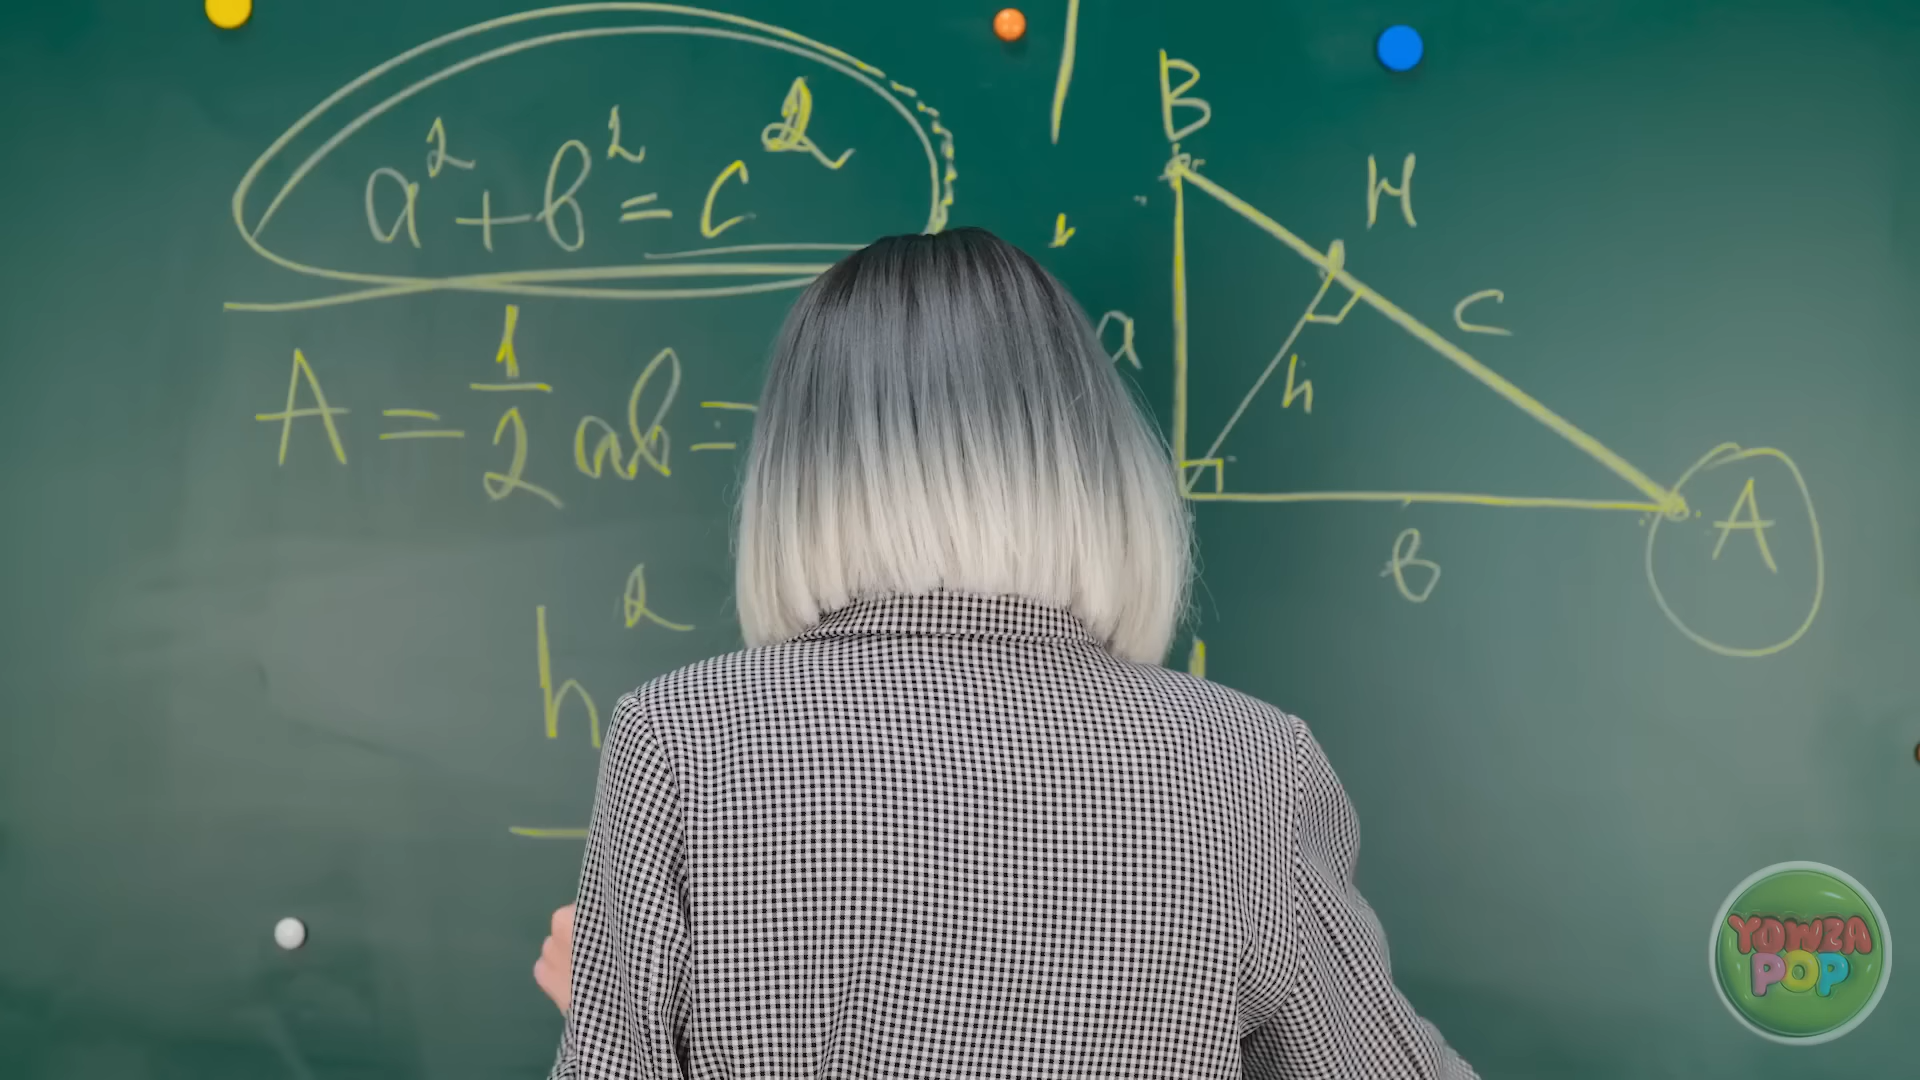 a² + b² = c²
A = 1/2 ab =
h²
B
H
a
c
h
A
b
YOWZA
POP